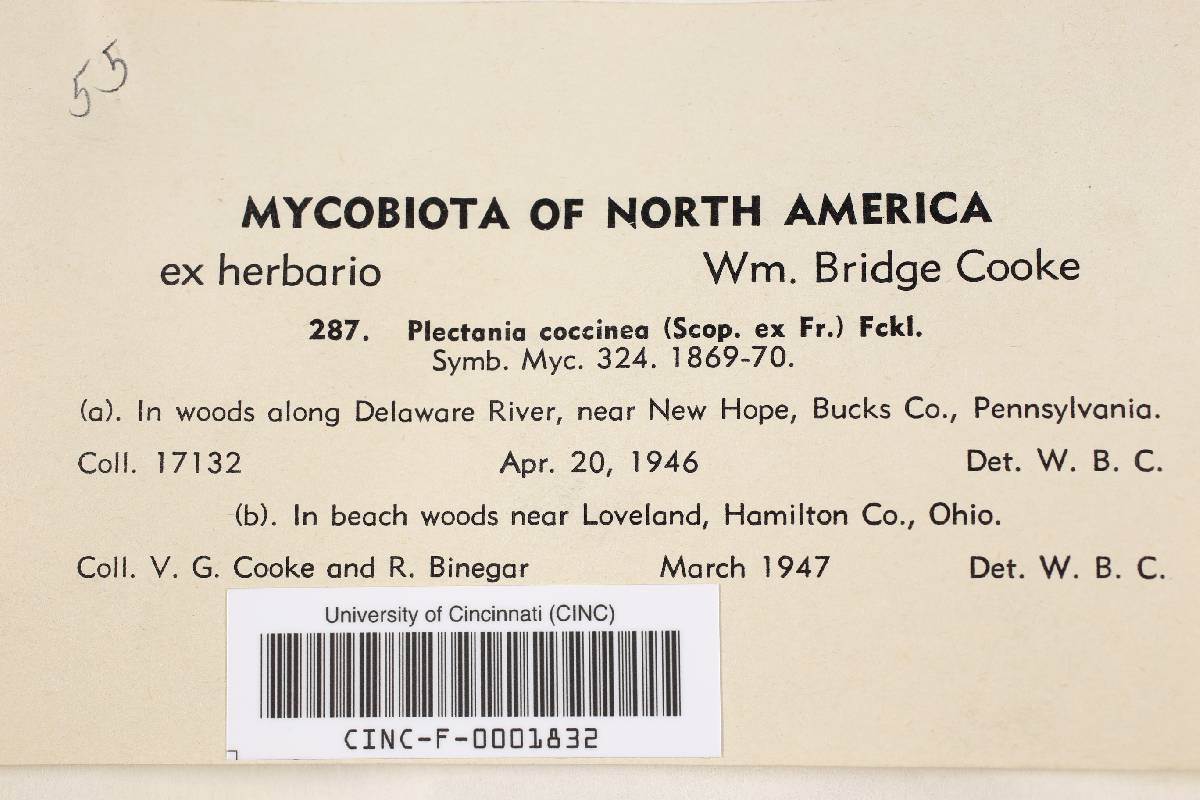 55
MYCOBIOTA OF NORTH AMERICA
ex herbario Wm. Bridge Cooke
287. Plectania coccinea (Scop. ex Fr.) Fckl.
Symb. Myc. 324. 1869-70.
(a). In woods along Delaware River, near New Hope, Bucks Co., Pennsylvania.
Coll. 17132 Apr. 20, 1946 Det. W. B. C.
(b). In beach woods near Loveland, Hamilton Co., Ohio.
Coll. V. G. Cooke and R. Binegar March 1947 Det. W. B. C.
University of Cincinnati (CINC)
CINC-F-0001832